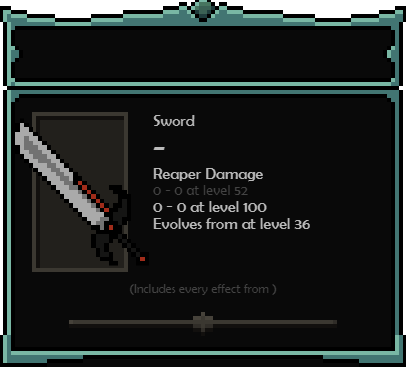 Sword
–
Reaper Damage
0 - 0 at level 52
0 - 0 at level 100
Evolves from at level 36
(Includes every effect from )